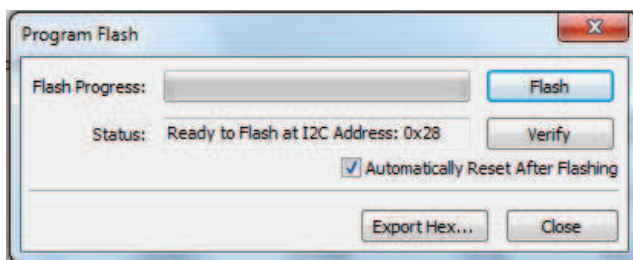 Program Flash
Flash Progress:
Flash
Status:
Ready to Flash at I2C Address: 0x28
Verify
Automatically Reset After Flashing
Export Hex...
Close